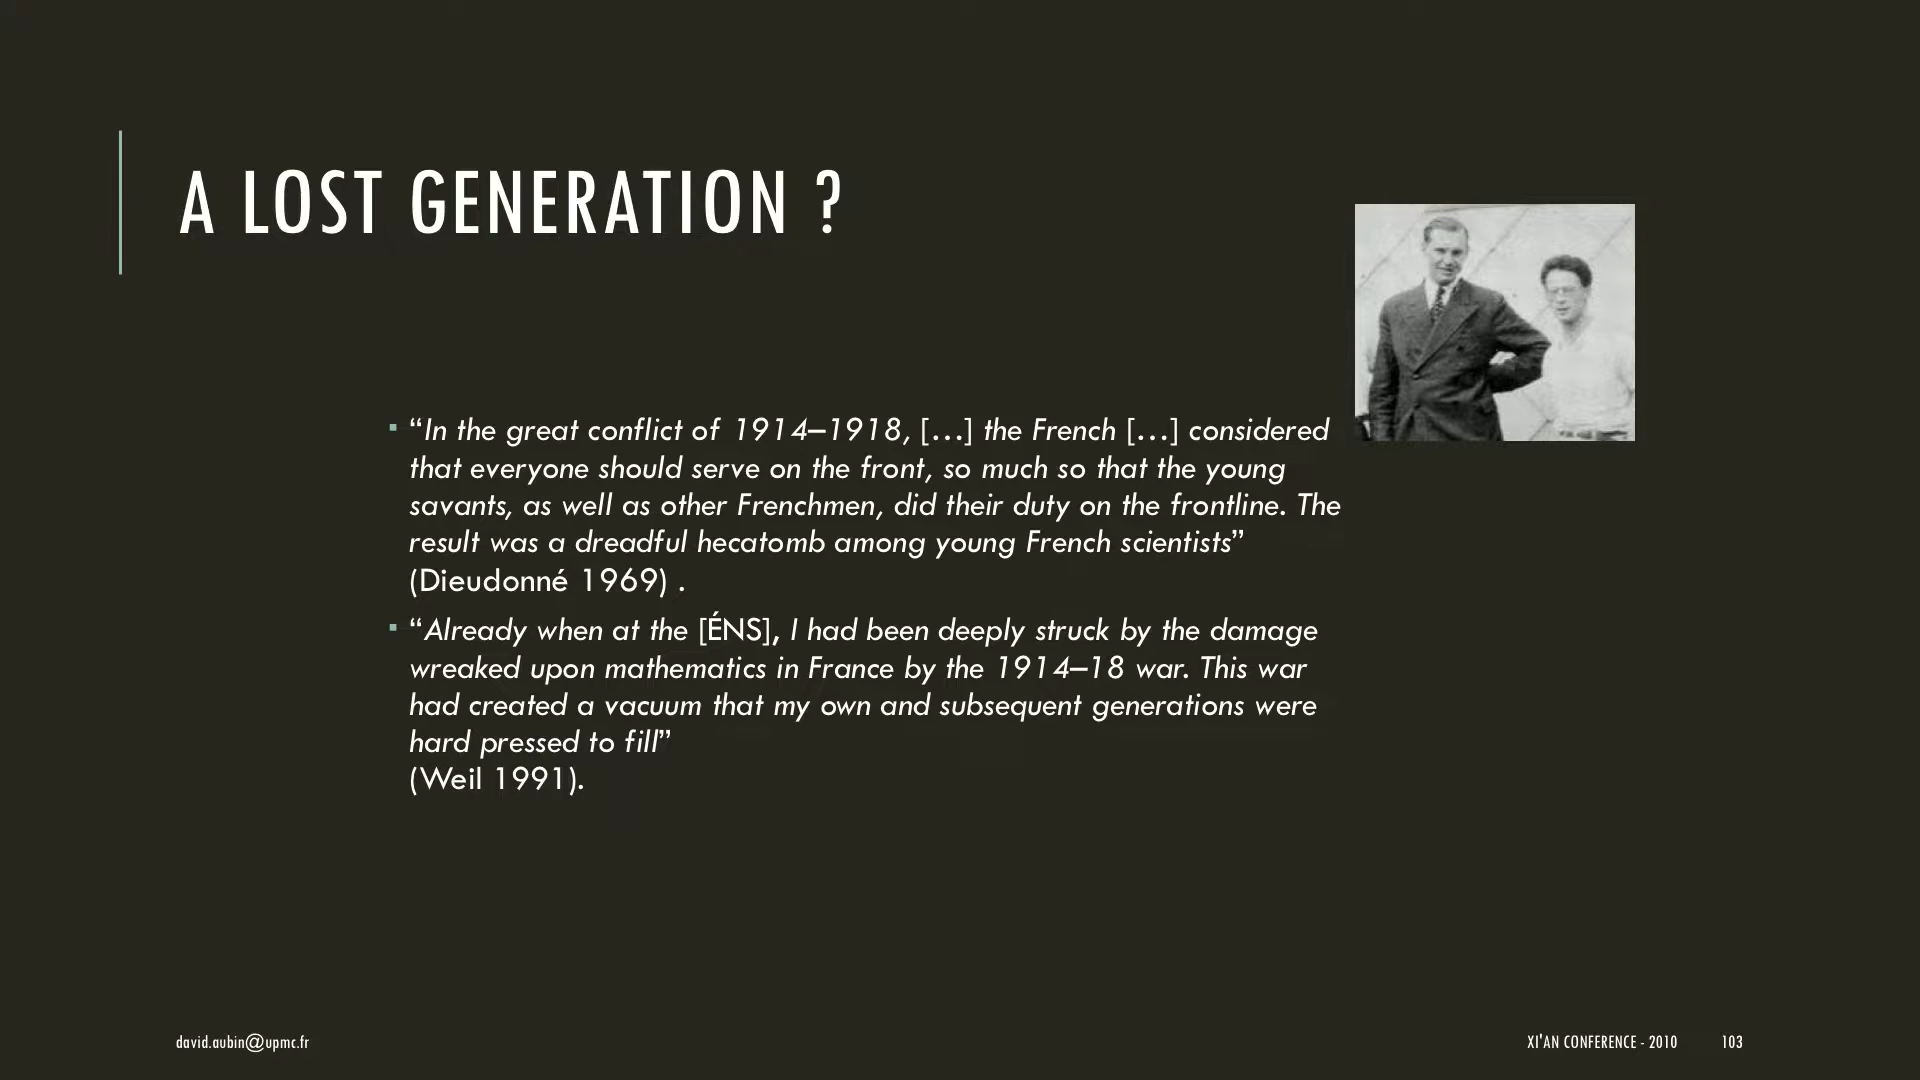 A LOST GENERATION ?
▪ “In the great conflict of 1914–1918, […] the French […] considered
that everyone should serve on the front, so much so that the young
savants, as well as other Frenchmen, did their duty on the frontline. The
result was a dreadful hecatomb among young French scientists”
(Dieudonné 1969) .
▪ “Already when at the [ÉNS], I had been deeply struck by the damage
wreaked upon mathematics in France by the 1914–18 war. This war
had created a vacuum that my own and subsequent generations were
hard pressed to fill”
(Weil 1991).
david.aubin@upmc.fr
XI'AN CONFERENCE - 2010
103